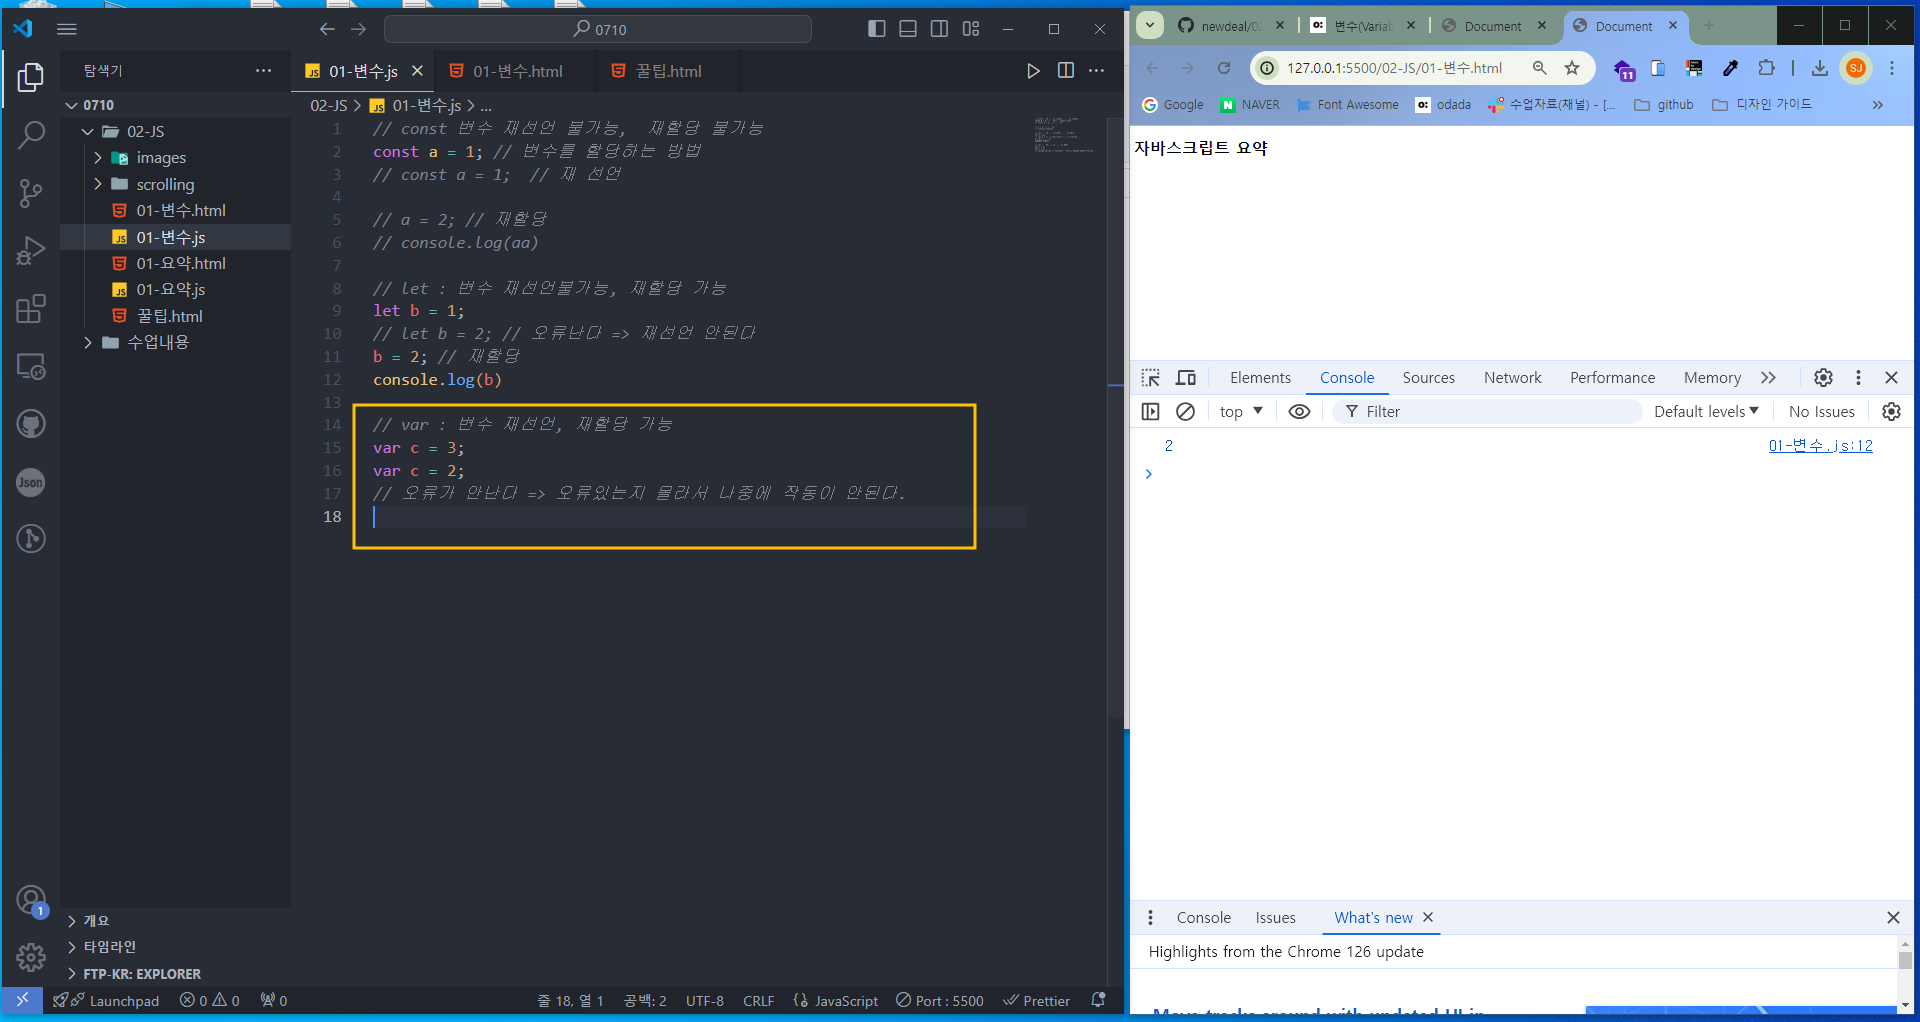 0710
탐색기
01-변수.js
01-변수.html
꿀팁.html
0710
02-JS > 01-변수.js > ...
02-JS
images
scrolling
01-변수.html
01-변수.js
01-요약.html
01-요약.js
꿀팁.html
수업내용
1 // const 변수 재선언 불가능,  재할당 불가능
2 const a = 1; // 변수를 할당하는 방법
3 // const a = 1;  // 재 선언
4
5 // a = 2; // 재할당
6 // console.log(aa)
7
8 // let : 변수 재선언불가능, 재할당 가능
9 let b = 1;
10 // let b = 2; // 오류난다 => 재선언 안된다
11 b = 2; // 재할당
12 console.log(b)
13
14 // var : 변수 재선언, 재할당 가능
15 var c = 3;
16 var c = 2;
17 // 오류가 안난다 => 오류있는지 몰라서 나중에 작동이 안된다.
18
Json
1
개요
타임라인
FTP-KR: EXPLORER
Launchpad 0 0 0 줄 18, 열 1 공백: 2 UTF-8 CRLF JavaScript Port : 5500 Prettier
newdeal/02
변수(Variab
Document
Document
127.0.0.1:5500/02-JS/01-변수.html
11
SJ
Google NAVER Font Awesome odada 수업자료(채널) - [... github 디자인 가이드
자바스크립트 요약
Elements Console Sources Network Performance Memory
top Filter Default levels No Issues
2 01-변수.js:12
Console Issues What's new
Highlights from the Chrome 126 update
Move tracks around with updated UI in